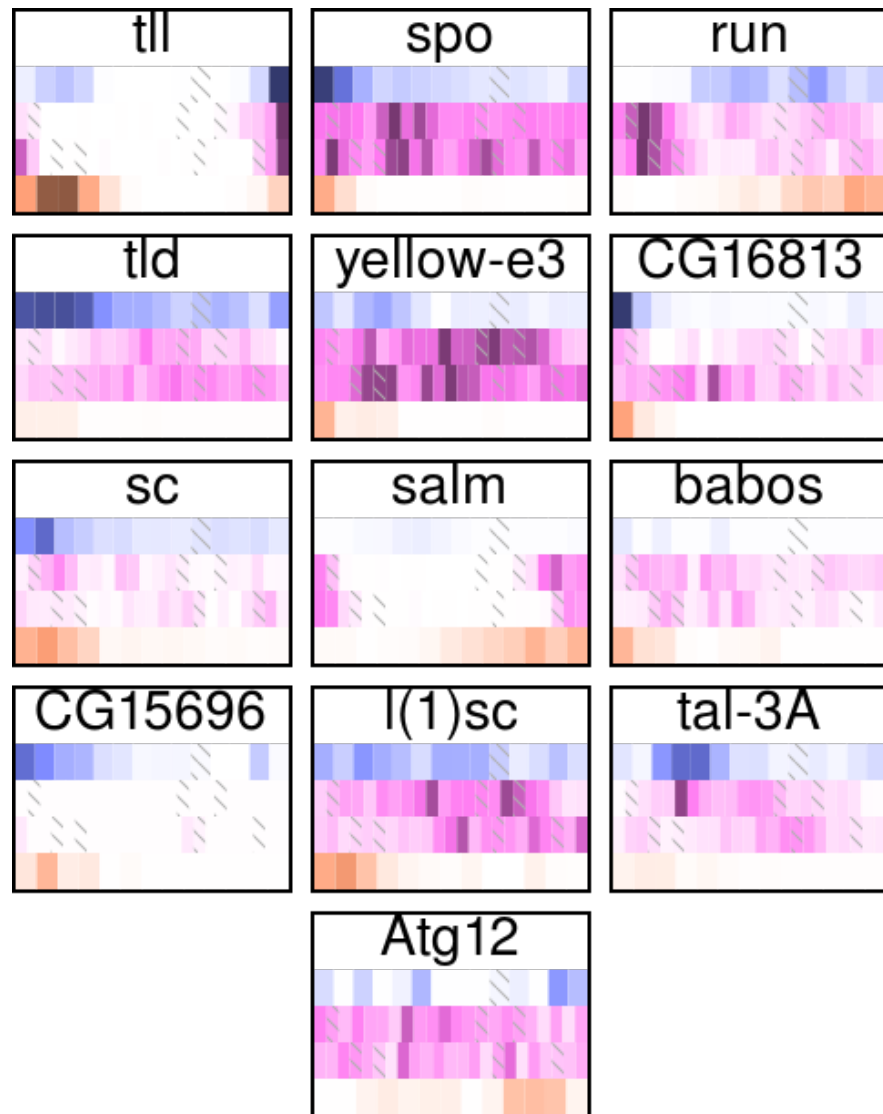 tll spo run
tld yellow-e3 CG16813
sc salm babos
CG15696 l(1)sc tal-3A
Atg12